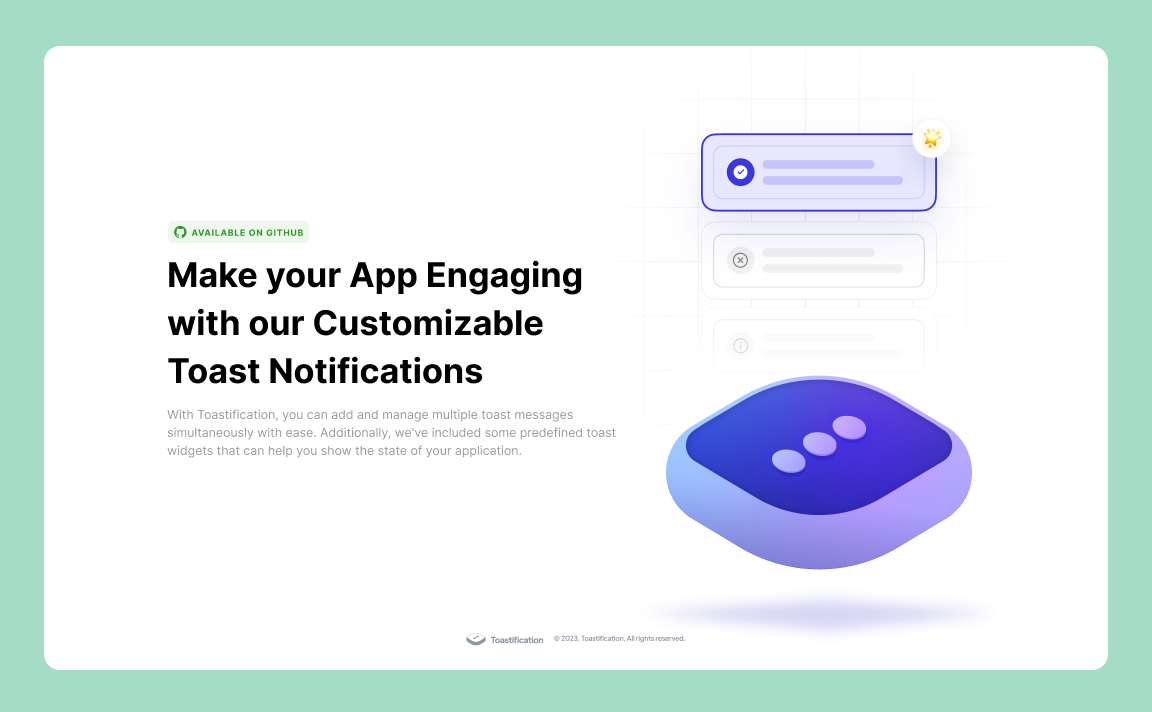 AVAILABLE ON GITHUB
Make your App Engaging
with our Customizable
Toast Notifications
With Toastification, you can add and manage multiple toast messages
simultaneously with ease. Additionally, we've included some predefined toast
widgets that can help you show the state of your application.
Toastification © 2023, Toastification. All rights reserved.